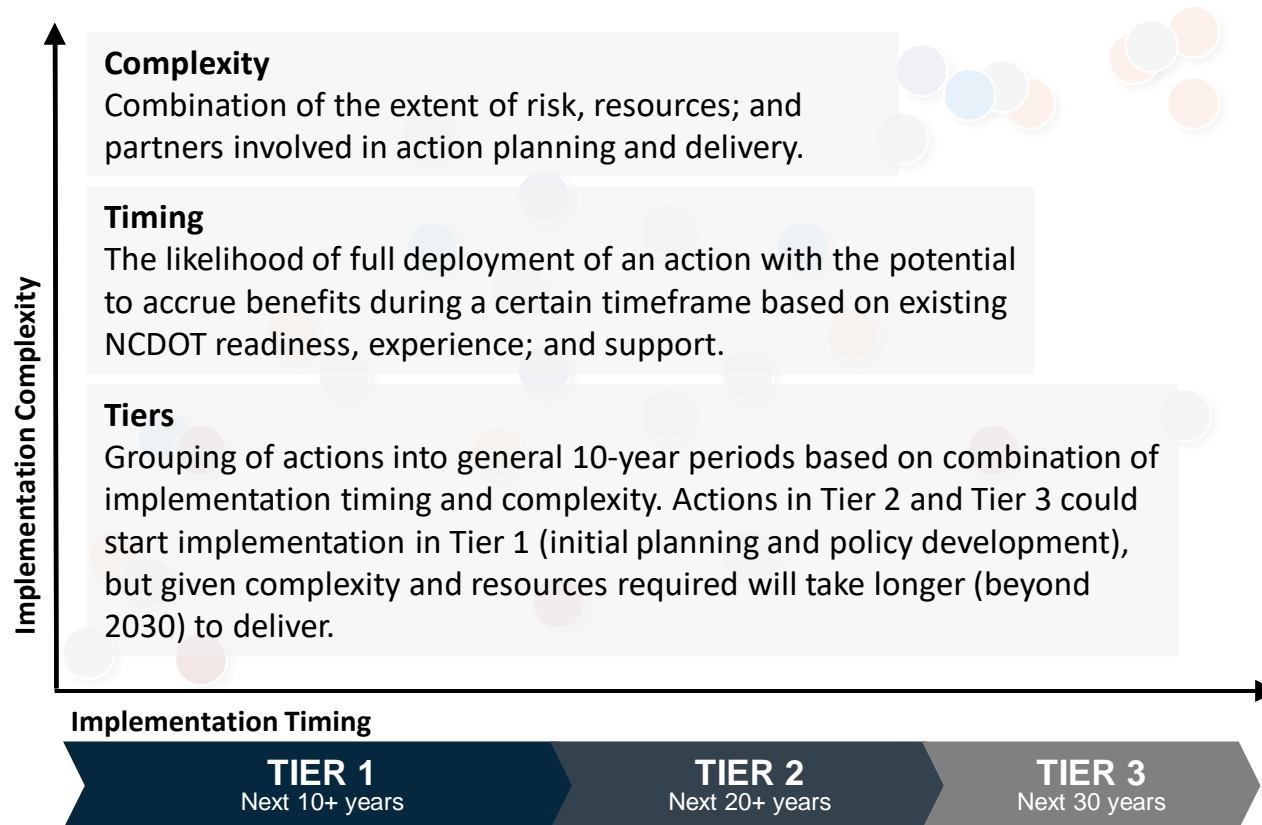 Complexity
Combination of the extent of risk, resources; and
partners involved in action planning and delivery.
Timing
The likelihood of full deployment of an action with the potential
to accrue benefits during a certain timeframe based on existing
NCDOT readiness, experience; and support.
Tiers
Grouping of actions into general 10-year periods based on combination of
implementation timing and complexity. Actions in Tier 2 and Tier 3 could
start implementation in Tier 1 (initial planning and policy development),
but given complexity and resources required will take longer (beyond
2030) to deliver.
Implementation Complexity
Implementation Timing
TIER 1
Next 10+ years
TIER 2
Next 20+ years
TIER 3
Next 30 years